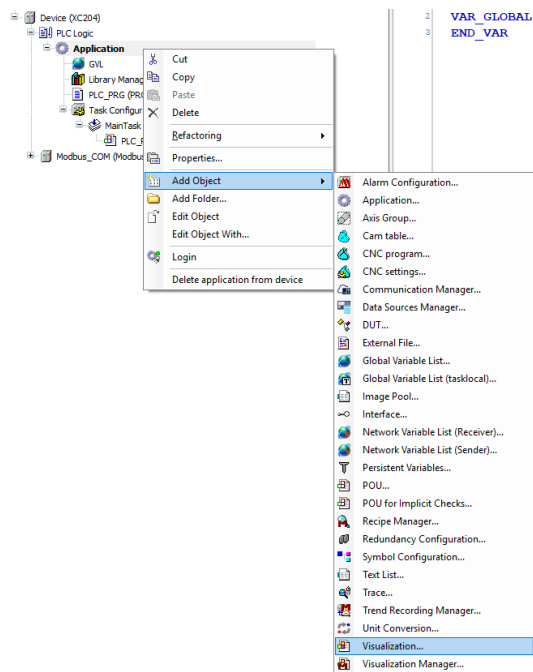 Device (XC204)
PLC Logic
Application
GVL
Library Manag
PLC_PRG (PRG
Task Configur
MainTask
PLC_P
Modbus_COM (Modbus
2 VAR_GLOBAL
3 END_VAR
Cut
Copy
Paste
Delete
Refactoring
Properties...
Add Object
Add Folder...
Edit Object
Edit Object With...
Login
Delete application from device
Alarm Configuration...
Application...
Axis Group...
Cam table...
CNC program...
CNC settings...
Communication Manager...
Data Sources Manager...
DUT...
External File...
Global Variable List...
Global Variable List (tasklocal)...
Image Pool...
Interface...
Network Variable List (Receiver)...
Network Variable List (Sender)...
Persistent Variables...
POU...
POU for Implicit Checks...
Recipe Manager...
Redundancy Configuration...
Symbol Configuration...
Text List...
Trace...
Trend Recording Manager...
Unit Conversion...
Visualization...
Visualization Manager...